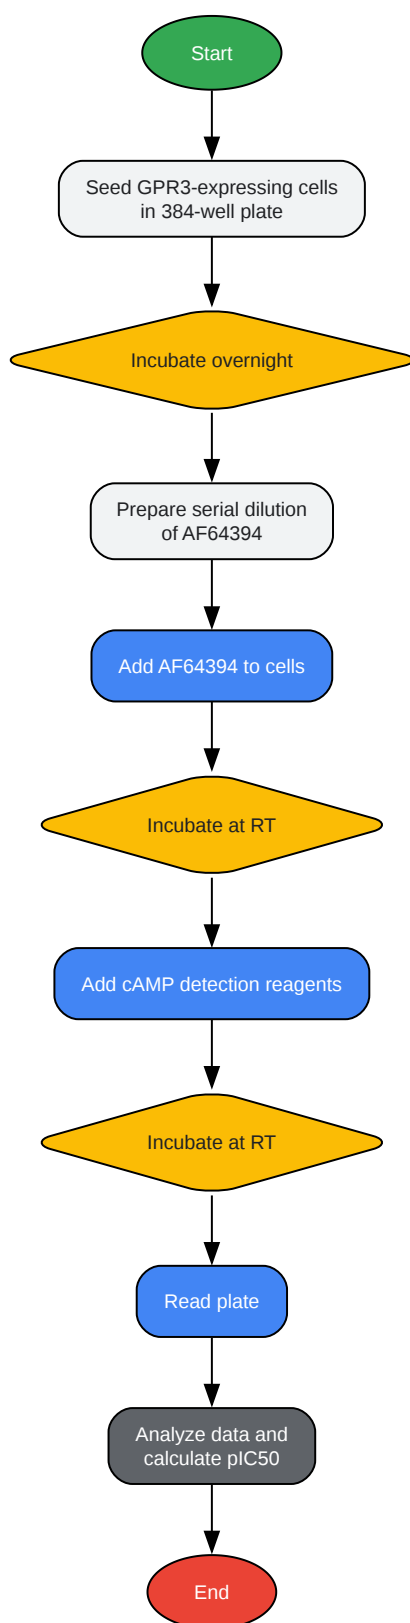 Start
Seed GPR3-expressing cells
in 384-well plate
Incubate overnight
Prepare serial dilution
of AF64394
Add AF64394 to cells
Incubate at RT
Add cAMP detection reagents
Incubate at RT
Read plate
Analyze data and
calculate pIC50
End